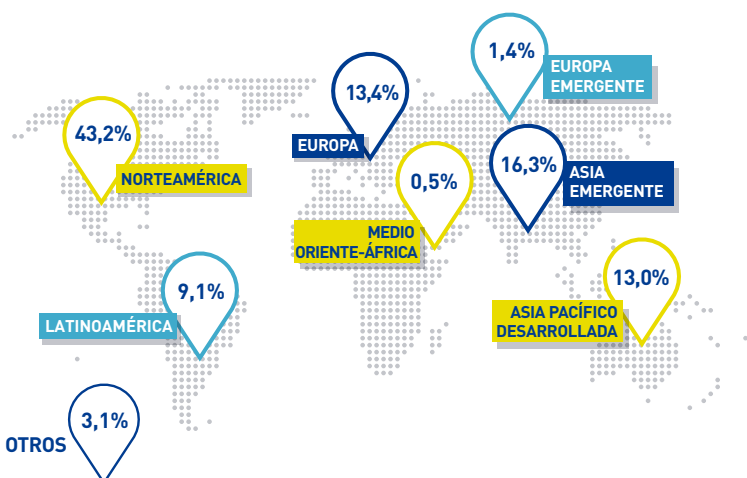 1,4%
EUROPA
EMERGENTE
13,4%
EUROPA
43,2%
NORTEAMÉRICA
0,5%
MEDIO
ORIENTE-ÁFRICA
16,3%
ASIA
EMERGENTE
9,1%
LATINOAMÉRICA
13,0%
ASIA PACÍFICO
DESARROLLADA
3,1%
OTROS